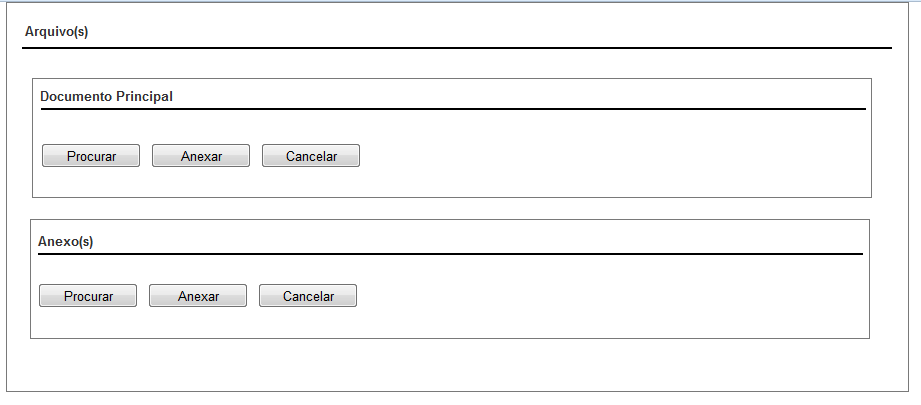 Arquivo(s)
Documento Principal
Procurar Anexar Cancelar
Anexo(s)
Procurar Anexar Cancelar